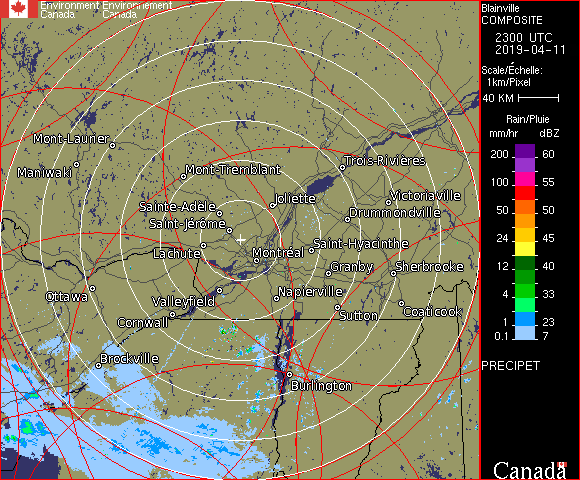 Environment Environnement
Canada Canada
Blainville
COMPOSITE
2300 UTC
2019-04-11
Scale/Échelle:
1km/Pixel
40 KM
Rain/Pluie
mm/hr dBZ
200 60
100 55
50 50
24 45
12 40
4 33
1 23
0.1 7
PRECIPET
Canada
Mont-Laurier
Maniwaki
Mont-Tremblant
Trois-Rivières
Joliette
Victoriaville
Sainte-Adèle
Drummondville
Saint-Jérôme
Saint-Hyacinthe
Lachute
Montréal
Granby
Sherbrooke
Ottawa
Valleyfield
Napierville
Cornwall
Sutton
Coaticook
Brockville
Burlington